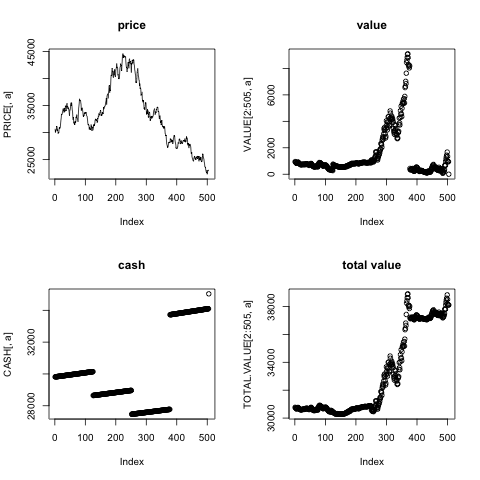 price
PRICE[, a]
45000
35000
25000
0 100 200 300 400 500
Index
value
VALUE[2:505, a]
6000
2000
0
0 100 200 300 400 500
Index
cash
CASH[, a]
32000
28000
0 100 200 300 400 500
Index
total value
TOTAL.VALUE[2:505, a]
38000
34000
30000
0 100 200 300 400 500
Index